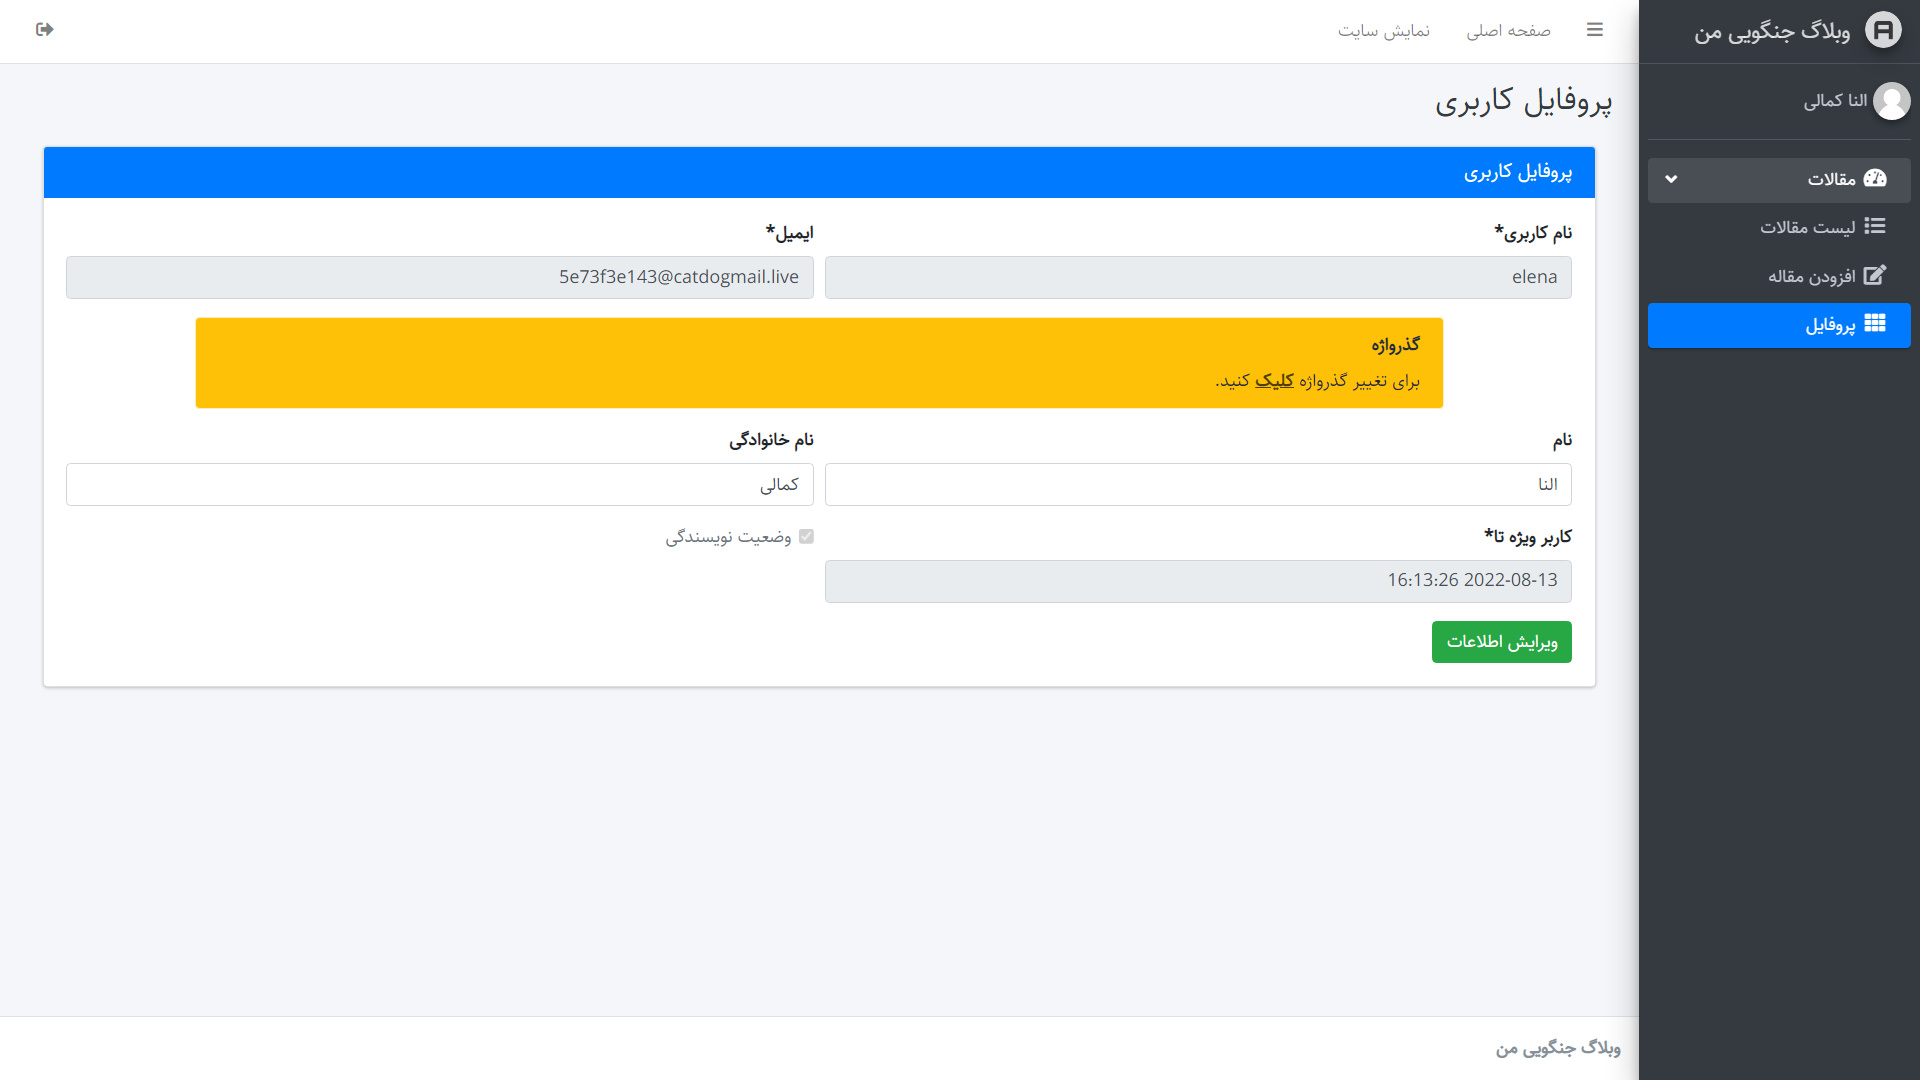 وبلاگ جنگویی من
النا کمالی
مقالات
لیست مقالات
افزودن مقاله
پروفایل
صفحه اصلی
نمایش سایت
پروفایل کاربری
پروفایل کاربری
نام کاربری*
ایمیل*
elena
5e73f3e143@catdogmail.live
گذرواژه
برای تغییر گذرواژه کلیک کنید.
نام
نام خانوادگی
النا
کمالی
کاربر ویژه تا*
وضعیت نویسندگی
2022-08-13 16:13:26
ویرایش اطلاعات
وبلاگ جنگویی من